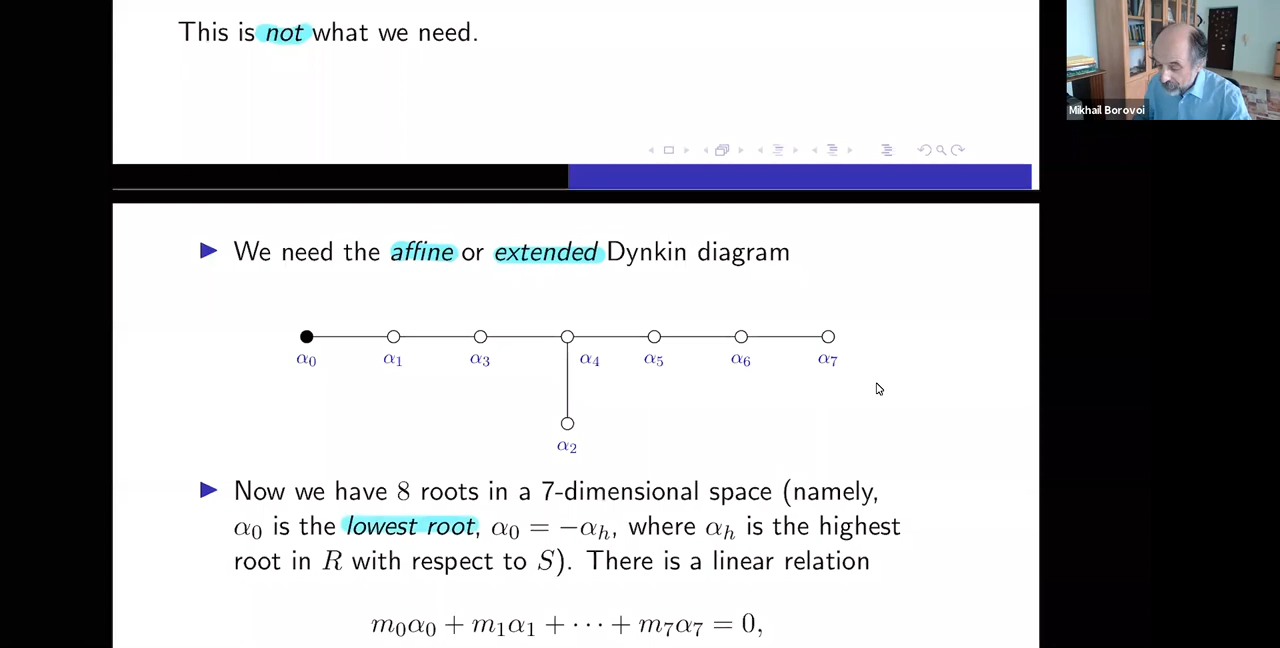 This is not what we need.
Mikhail Borovoi
We need the affine or extended Dynkin diagram
α₀ α₁ α₃ α₄ α₅ α₆ α₇
α₂
Now we have 8 roots in a 7-dimensional space (namely,
α₀ is the lowest root, α₀ = −αₕ, where αₕ is the highest
root in R with respect to S). There is a linear relation
m₀α₀ + m₁α₁ + · · · + m₇α₇ = 0,